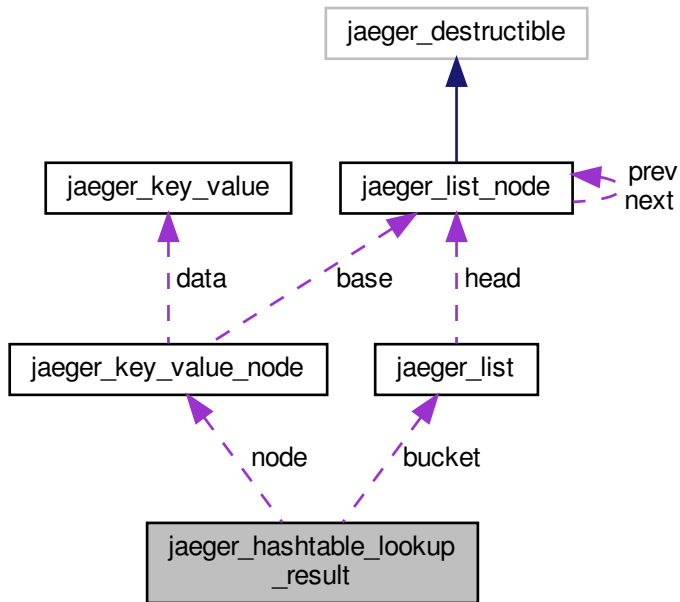 jaeger_destructible
jaeger_key_value
jaeger_list_node
prev
next
data
base
head
jaeger_key_value_node
jaeger_list
node
bucket
jaeger_hashtable_lookup
_result